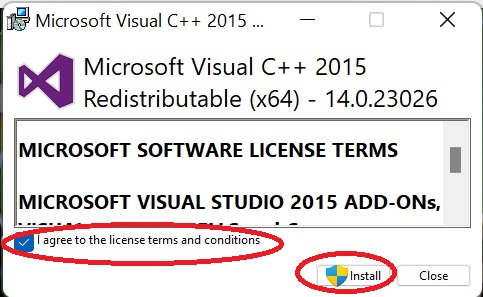 Microsoft Visual C++ 2015 ...
Microsoft Visual C++ 2015
Redistributable (x64) - 14.0.23026
MICROSOFT SOFTWARE LICENSE TERMS
MICROSOFT VISUAL STUDIO 2015 ADD-ONs,
I agree to the license terms and conditions
Install
Close